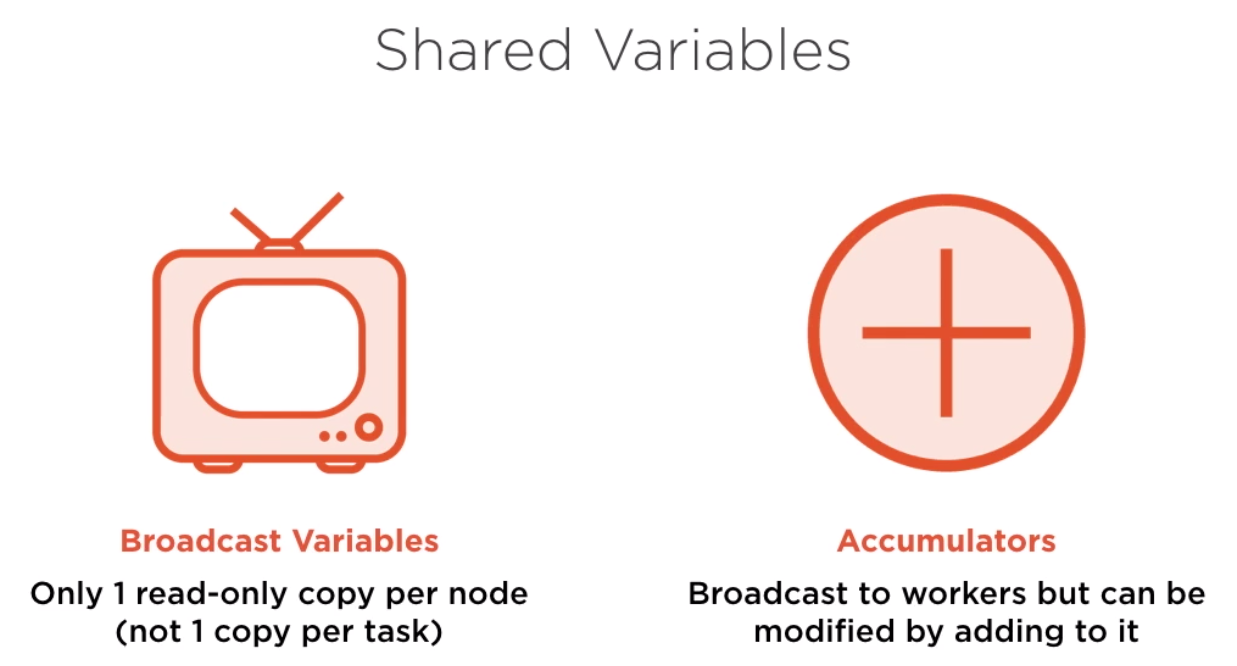 Shared Variables
Broadcast Variables
Only 1 read-only copy per node
(not 1 copy per task)
Accumulators
Broadcast to workers but can be
modified by adding to it